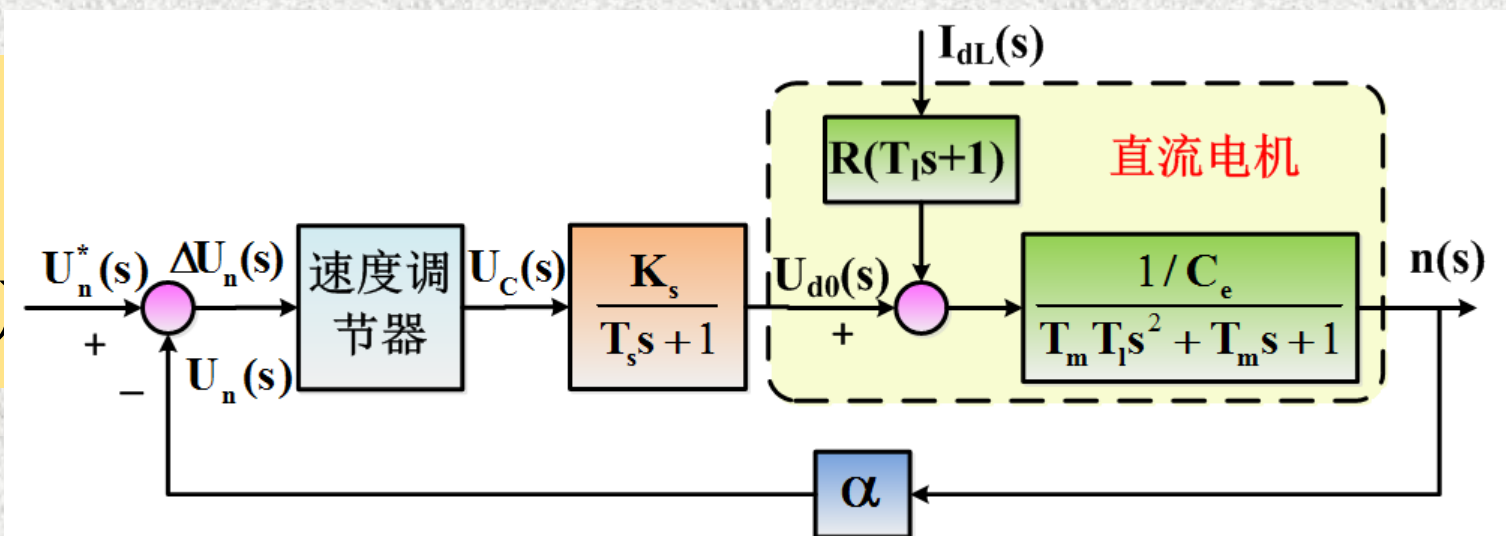 I_dL(s)
R(T_l s+1)
直流电机
U_n^*(s)
ΔU_n(s)
速度调
节器
U_C(s)
K_s
T_s s + 1
U_d0(s)
1 / C_e
T_m T_l s^2 + T_m s + 1
n(s)
+
+
−
U_n(s)
α